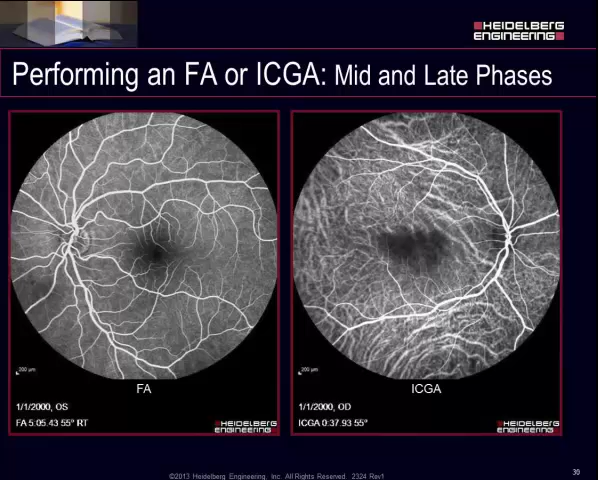 HEIDELBERG
ENGINEERING
Performing an FA or ICGA: Mid and Late Phases
200 µm
FA
1/1/2000, OS
FA 5:05.43 55° RT
HEIDELBERG
ENGINEERING
200 µm
ICGA
1/1/2000, OD
ICGA 0:37.93 55°
HEIDELBERG
ENGINEERING
©2013 Heidelberg Engineering, Inc. All Rights Reserved. 2324 Rev1
30